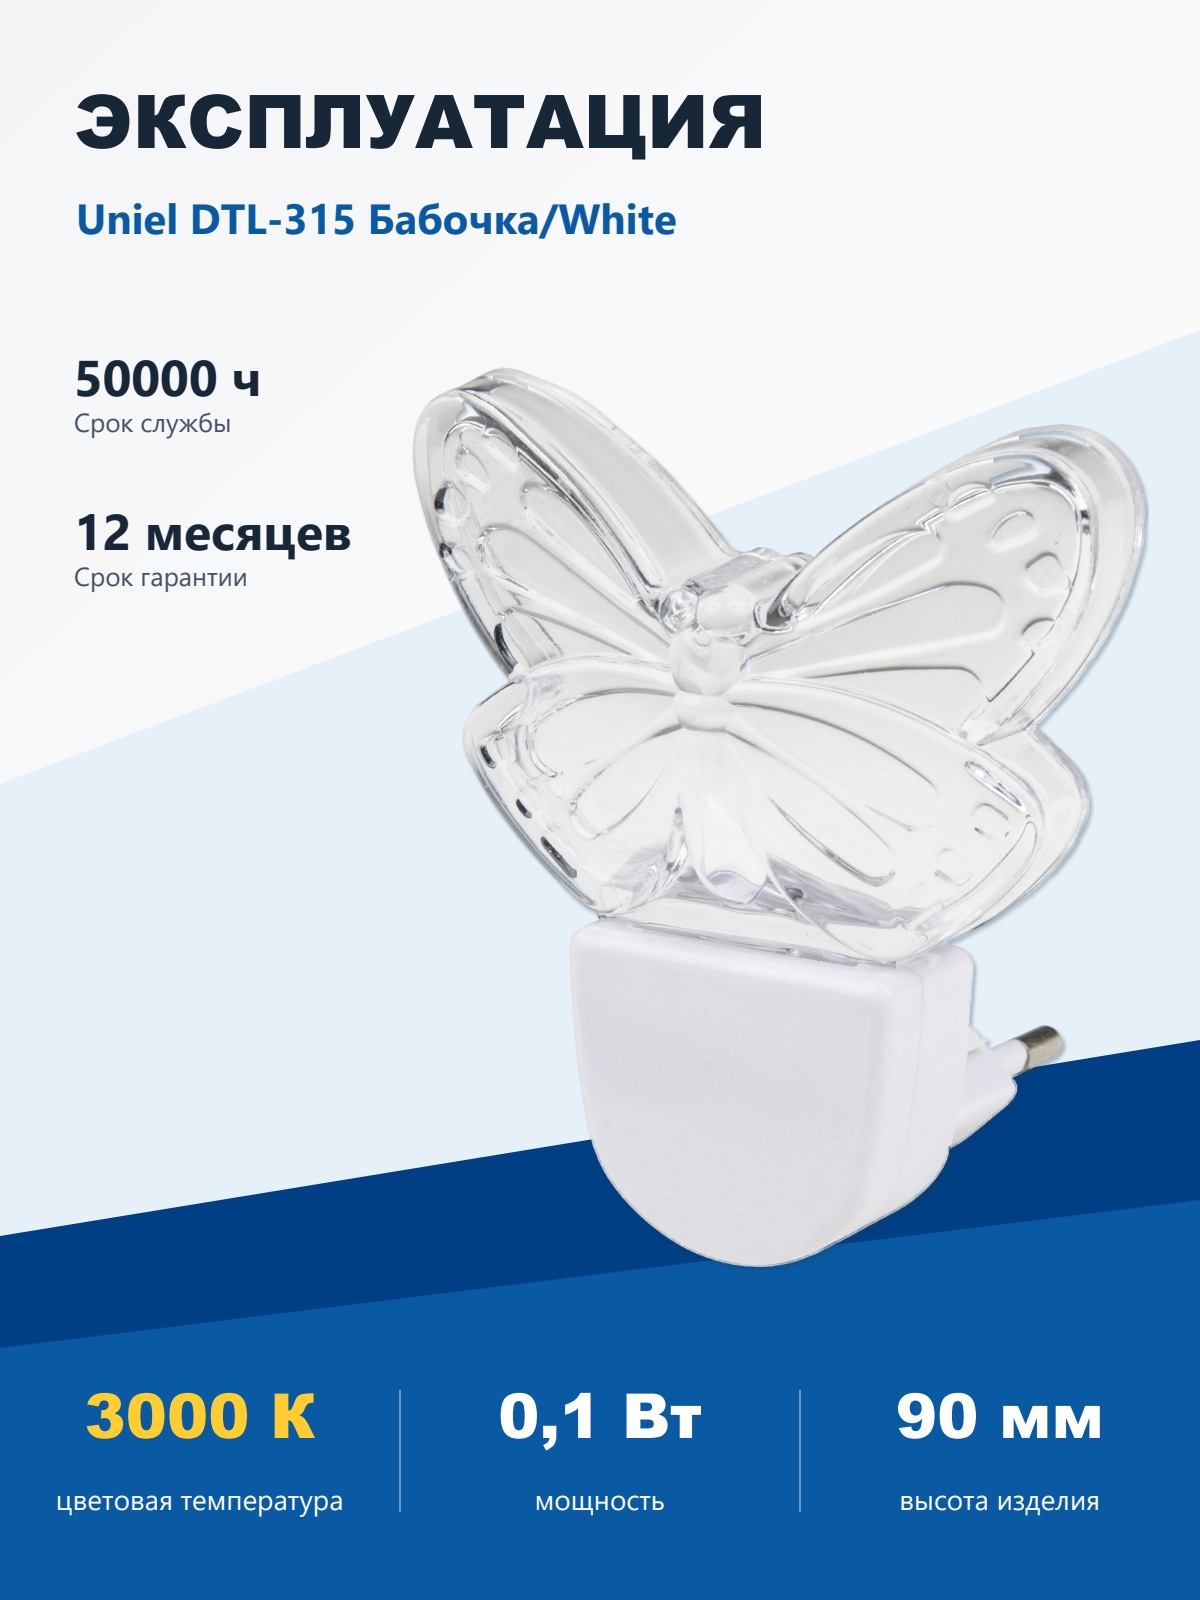 ЭКСПЛУАТАЦИЯ
Uniel DTL-315 Бабочка/White
50000 ч
Срок службы
12 месяцев
Срок гарантии
3000 К
цветовая температура
0,1 Вт
мощность
90 мм
высота изделия